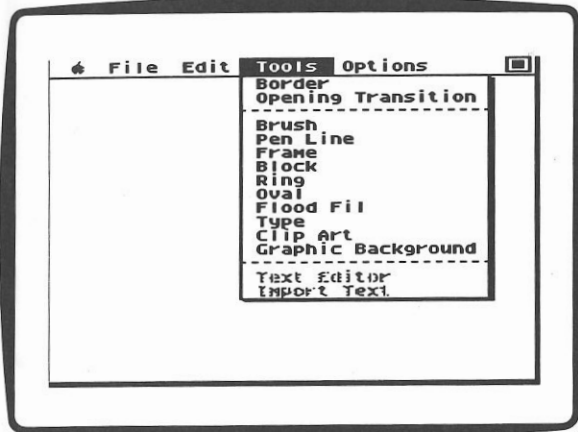 File Edit Tools Options
Border
Opening Transition
Brush
Pen Line
Frame
Block
Ring
Oval
Flood Fil
Type
Clip Art
Graphic Background
Text Editor
Import Text